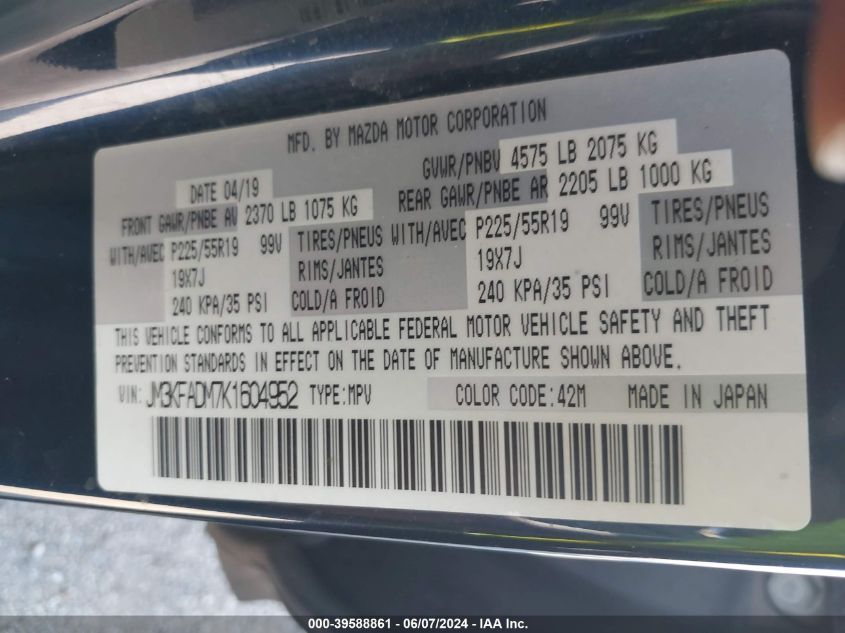 MFD. BY MAZDA MOTOR CORPORATION
DATE 04/19 GVWR/PNBV 4575 LB 2075 KG
FRONT GAWR/PNBE AV 2370 LB 1075 KG REAR GAWR/PNBE AR 2205 LB 1000 KG
WITH/AVEC P225/55R19 99V TIRES/PNEUS WITH/AVEC P225/55R19 99V TIRES/PNEUS
19X7J RIMS/JANTES 19X7J RIMS/JANTES
240 KPA/35 PSI COLD/A FROID 240 KPA/35 PSI COLD/A FROID
THIS VEHICLE CONFORMS TO ALL APPLICABLE FEDERAL MOTOR VEHICLE SAFETY AND THEFT
PREVENTION STANDARDS IN EFFECT ON THE DATE OF MANUFACTURE SHOWN ABOVE.
VIN: JM3KFADM7K1604952 TYPE:MPV COLOR CODE:42M MADE IN JAPAN
000-39588861 | 06/07/2024 | IAA Inc.